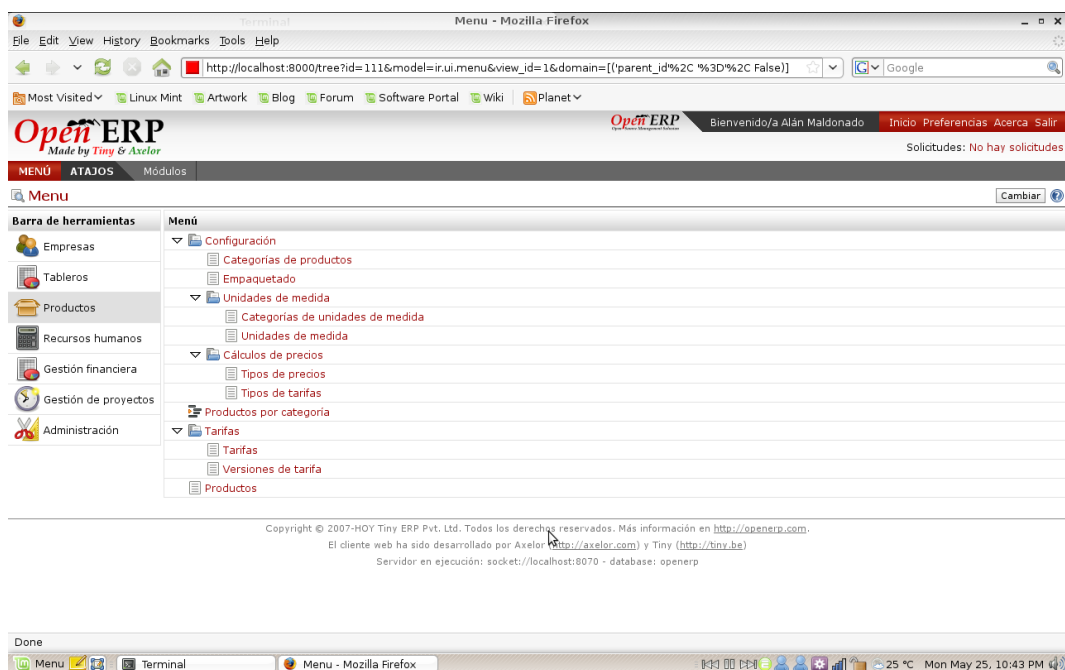 Terminal
Menu - Mozilla Firefox
File Edit View History Bookmarks Tools Help
http://localhost:8000/tree?id=111&model=ir.ui.menu&view_id=1&domain=[('parent_id'%2C '%3D'%2C False)]
G Google
Most Visited Linux Mint Artwork Blog Forum Software Portal Wiki Planet
Open ERP
Made by Tiny & Axelor
Open ERP
Bienvenido/a Alán Maldonado
Inicio Preferencias Acerca Salir
Solicitudes: No hay solicitudes
MENÚ ATAJOS Módulos
Menu
Cambiar
Barra de herramientas
Empresas
Tableros
Productos
Recursos humanos
Gestión financiera
Gestión de proyectos
Administración
Menú
Configuración
Categorías de productos
Empaquetado
Unidades de medida
Categorías de unidades de medida
Unidades de medida
Cálculos de precios
Tipos de precios
Tipos de tarifas
Productos por categoría
Tarifas
Tarifas
Versiones de tarifa
Productos
Copyright © 2007-HOY Tiny ERP Pvt. Ltd. Todos los derechos reservados. Más información en http://openerp.com.
El cliente web ha sido desarrollado por Axelor (http://axelor.com) y Tiny (http://tiny.be)
Servidor en ejecución: socket://localhost:8070 - database: openerp
Done
Menu Terminal Menu - Mozilla Firefox 25 °C Mon May 25, 10:43 PM